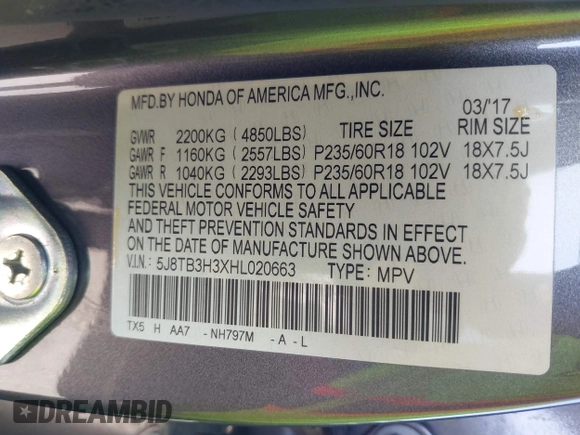 MFD.BY HONDA OF AMERICA MFG.,INC.
03/'17
GVWR 2200KG (4850LBS) TIRE SIZE RIM SIZE
GAWR F 1160KG (2557LBS) P235/60R18 102V 18X7.5J
GAWR R 1040KG (2293LBS) P235/60R18 102V 18X7.5J
THIS VEHICLE CONFORMS TO ALL APPLICABLE
FEDERAL MOTOR VEHICLE SAFETY
AND THEFT PREVENTION STANDARDS IN EFFECT
ON THE DATE OF MANUFACTURE SHOWN ABOVE.
V.I.N.: 5J8TB3H3XHL020663 TYPE: MPV
TX5 H AA7 -NH797M -A -L
DREAMBID